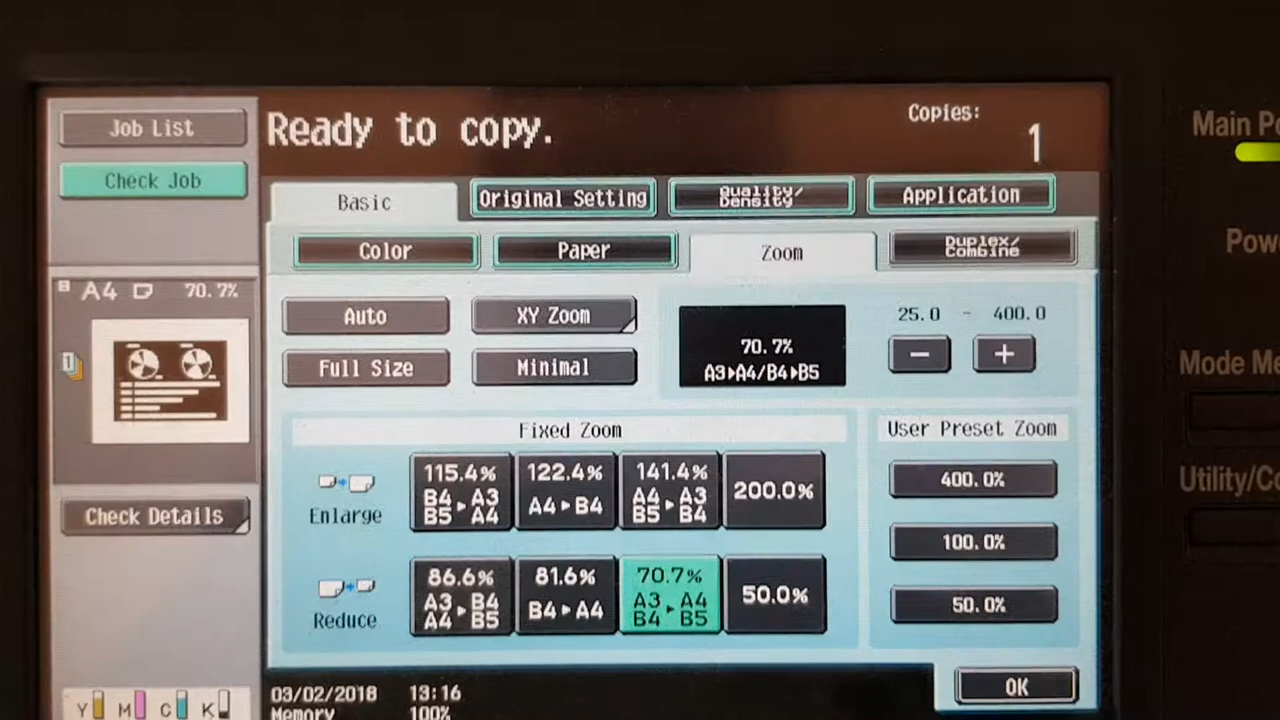 Job List
Check Job
Ready to copy.
Copies:
1
Basic
Original Setting
Quality/
Density
Application
Color
Paper
Zoom
Duplex/
Combine
A4 70.7%
1
Auto
XY Zoom
Full Size
Minimal
70.7%
A3▸A4/B4▸B5
25.0 - 400.0
-
+
Fixed Zoom
User Preset Zoom
Enlarge
115.4%
B4▸A3
B5 A4
122.4%
A4▸B4
141.4%
A4▸A3
B5 B4
200.0%
400.0%
100.0%
50.0%
Reduce
86.6%
A3▸B4
A4 B5
81.6%
B4▸A4
70.7%
A3▸A4
B4 B5
50.0%
Check Details
OK
Y M C K
03/02/2018 13:16
Memory 100%
Main
Mode